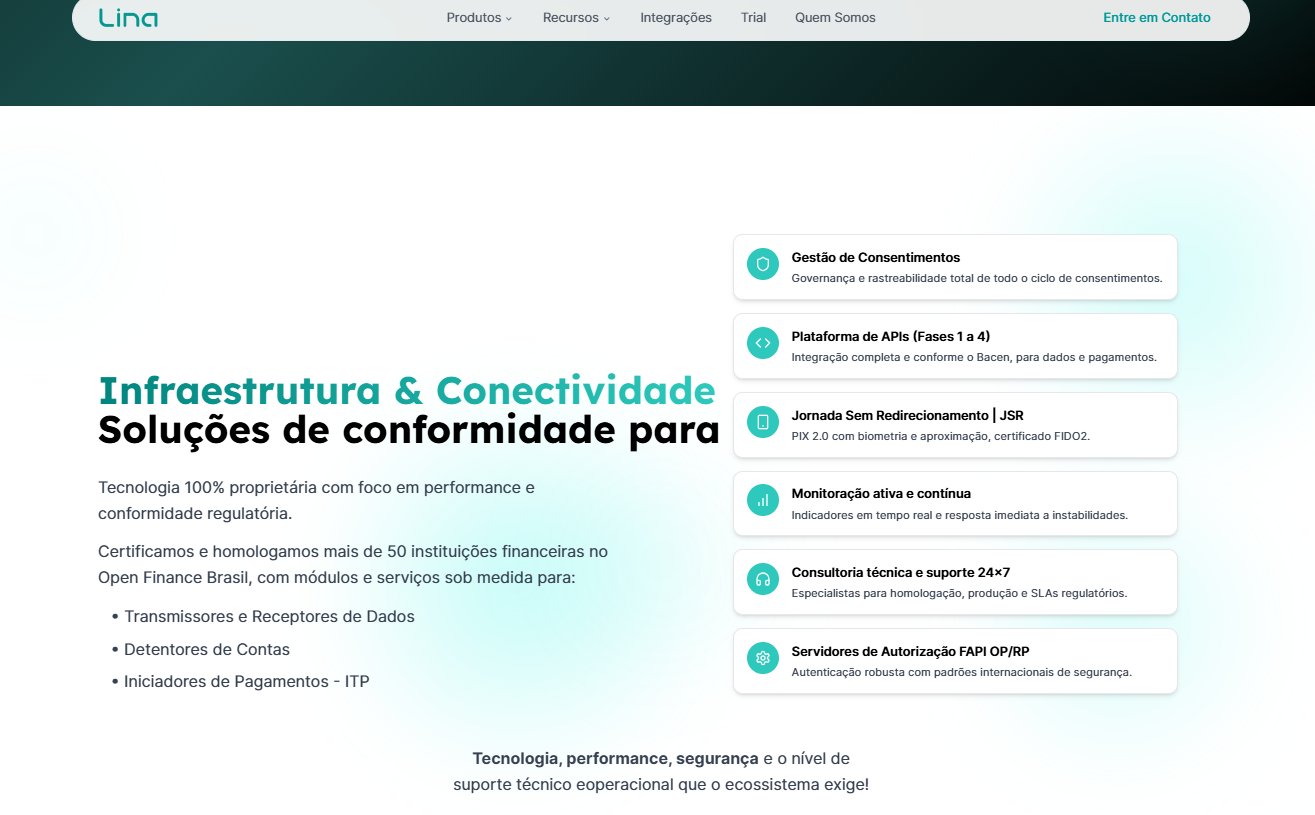 Lina
Produtos
Recursos
Integrações
Trial
Quem Somos
Entre em Contato
Infraestrutura & Conectividade
Soluções de conformidade para
Tecnologia 100% proprietária com foco em performance e
conformidade regulatória.
Certificamos e homologamos mais de 50 instituições financeiras no
Open Finance Brasil, com módulos e serviços sob medida para:
• Transmissores e Receptores de Dados
• Detentores de Contas
• Iniciadores de Pagamentos - ITP
Gestão de Consentimentos
Governança e rastreabilidade total de todo o ciclo de consentimentos.
Plataforma de APIs (Fases 1 a 4)
Integração completa e conforme o Bacen, para dados e pagamentos.
Jornada Sem Redirecionamento | JSR
PIX 2.0 com biometria e aproximação, certificado FIDO2.
Monitoração ativa e contínua
Indicadores em tempo real e resposta imediata a instabilidades.
Consultoria técnica e suporte 24×7
Especialistas para homologação, produção e SLAs regulatórios.
Servidores de Autorização FAPI OP/RP
Autenticação robusta com padrões internacionais de segurança.
Tecnologia, performance, segurança e o nível de
suporte técnico eoperacional que o ecossistema exige!